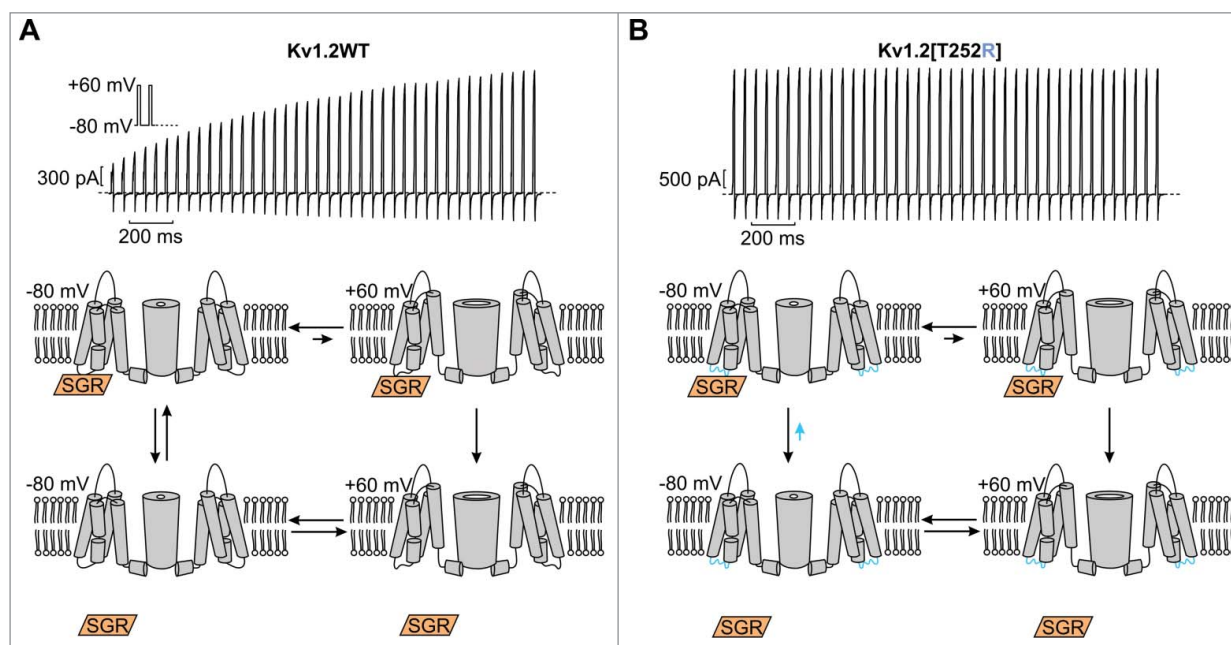 A
Kv1.2WT
+60 mV
-80 mV
300 pA
200 ms
-80 mV
+60 mV
SGR
SGR
-80 mV
+60 mV
SGR
SGR
B
Kv1.2[T252R]
500 pA
200 ms
-80 mV
+60 mV
SGR
SGR
-80 mV
+60 mV
SGR
SGR